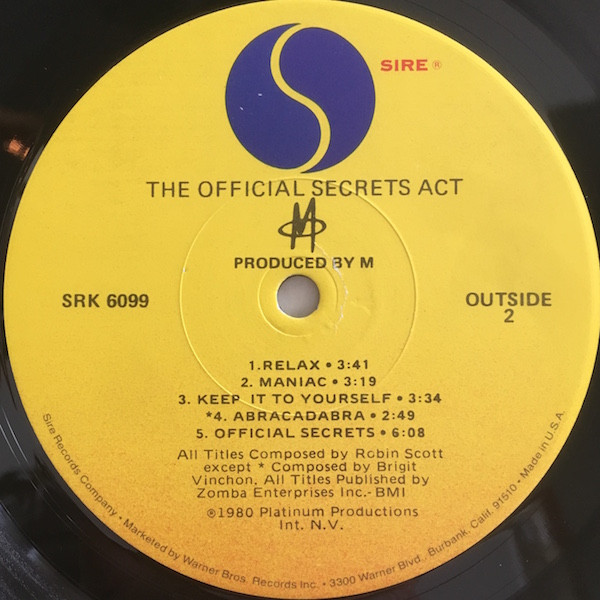 SIRE ®
THE OFFICIAL SECRETS ACT
M
PRODUCED BY M
SRK 6099
OUTSIDE
2
1.RELAX • 3:41
2. MANIAC • 3:19
3. KEEP IT TO YOURSELF • 3:34
*4. ABRACADABRA • 2:49
5. OFFICIAL SECRETS • 6:08
All Titles Composed by Robin Scott
except * Composed by Brigit
Vinchon. All Titles Published by
Zomba Enterprises Inc.- BMI
℗1980 Platinum Productions
Int. N.V.
Sire Records Company • Marketed by Warner Bros. Records Inc. • 3300 Warner Blvd., Burbank, Calif. 91510 • Made in U.S.A.